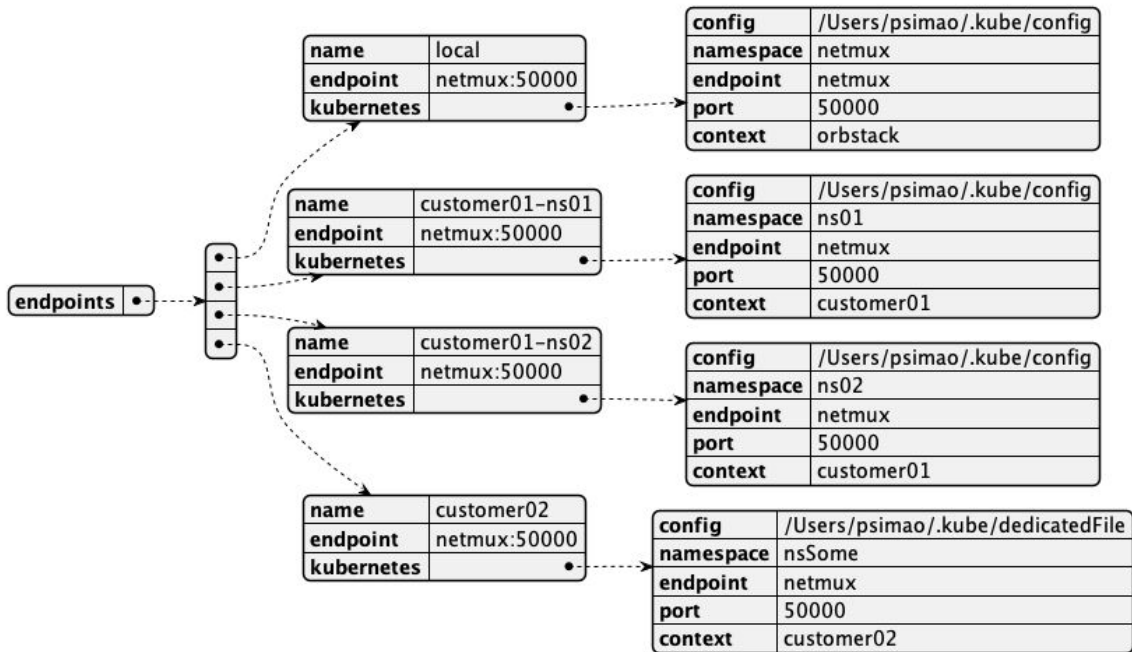 endpoints
name local
endpoint netmux:50000
kubernetes
config /Users/psimao/.kube/config
namespace netmux
endpoint netmux
port 50000
context orbstack
name customer01-ns01
endpoint netmux:50000
kubernetes
config /Users/psimao/.kube/config
namespace ns01
endpoint netmux
port 50000
context customer01
name customer01-ns02
endpoint netmux:50000
kubernetes
config /Users/psimao/.kube/config
namespace ns02
endpoint netmux
port 50000
context customer01
name customer02
endpoint netmux:50000
kubernetes
config /Users/psimao/.kube/dedicatedFile
namespace nsSome
endpoint netmux
port 50000
context customer02